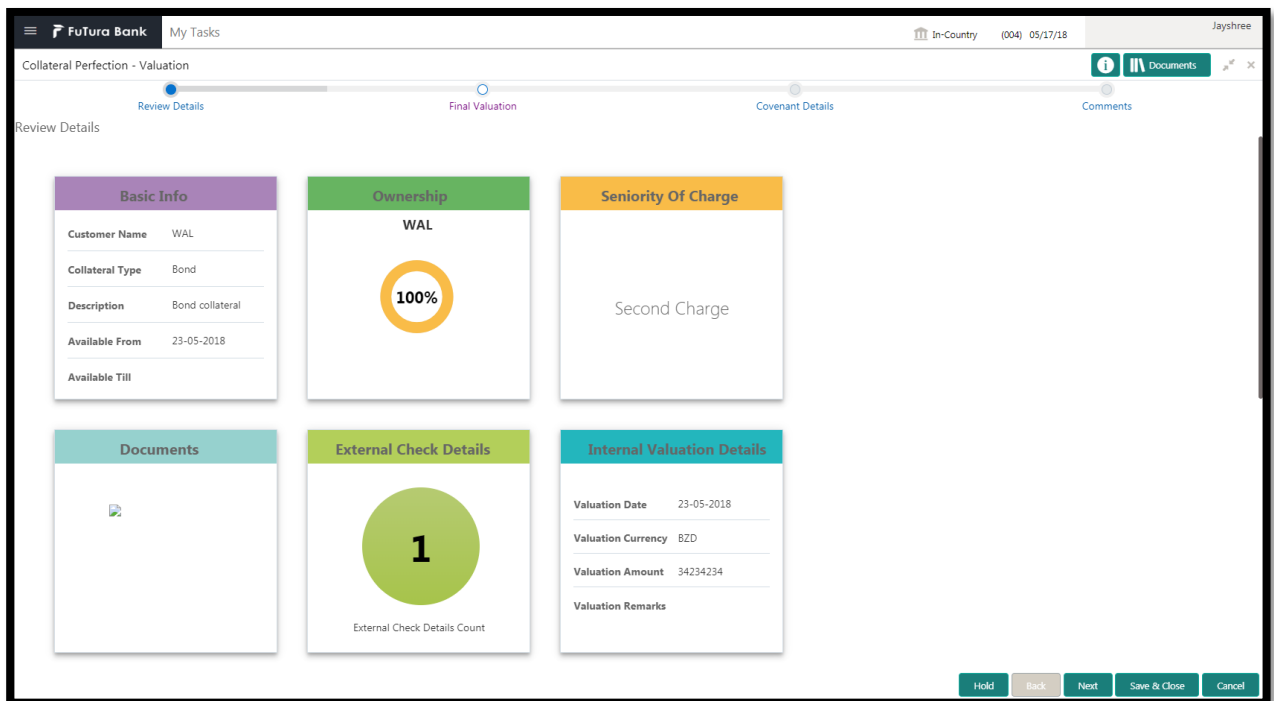 FuTura Bank My Tasks In-Country (004) 05/17/18 Jayshree
Collateral Perfection - Valuation i Documents
Review Details Final Valuation Covenant Details Comments
Review Details
Basic Info
Customer Name WAL
Collateral Type Bond
Description Bond collateral
Available From 23-05-2018
Available Till
Ownership
WAL
100%
Seniority Of Charge
Second Charge
Documents
External Check Details
1
External Check Details Count
Internal Valuation Details
Valuation Date 23-05-2018
Valuation Currency BZD
Valuation Amount 34234234
Valuation Remarks
Hold Back Next Save & Close Cancel